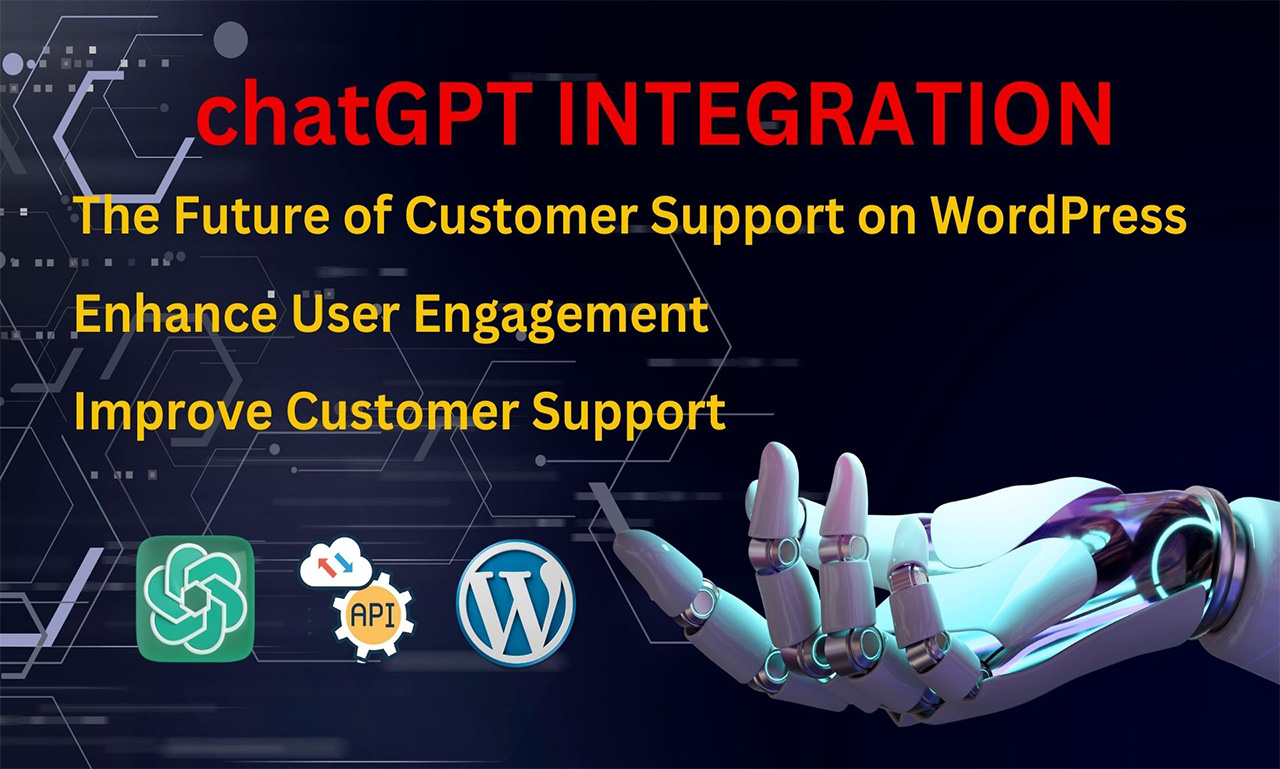 chatGPT INTEGRATION
The Future of Customer Support on WordPress
Enhance User Engagement
Improve Customer Support
API
W